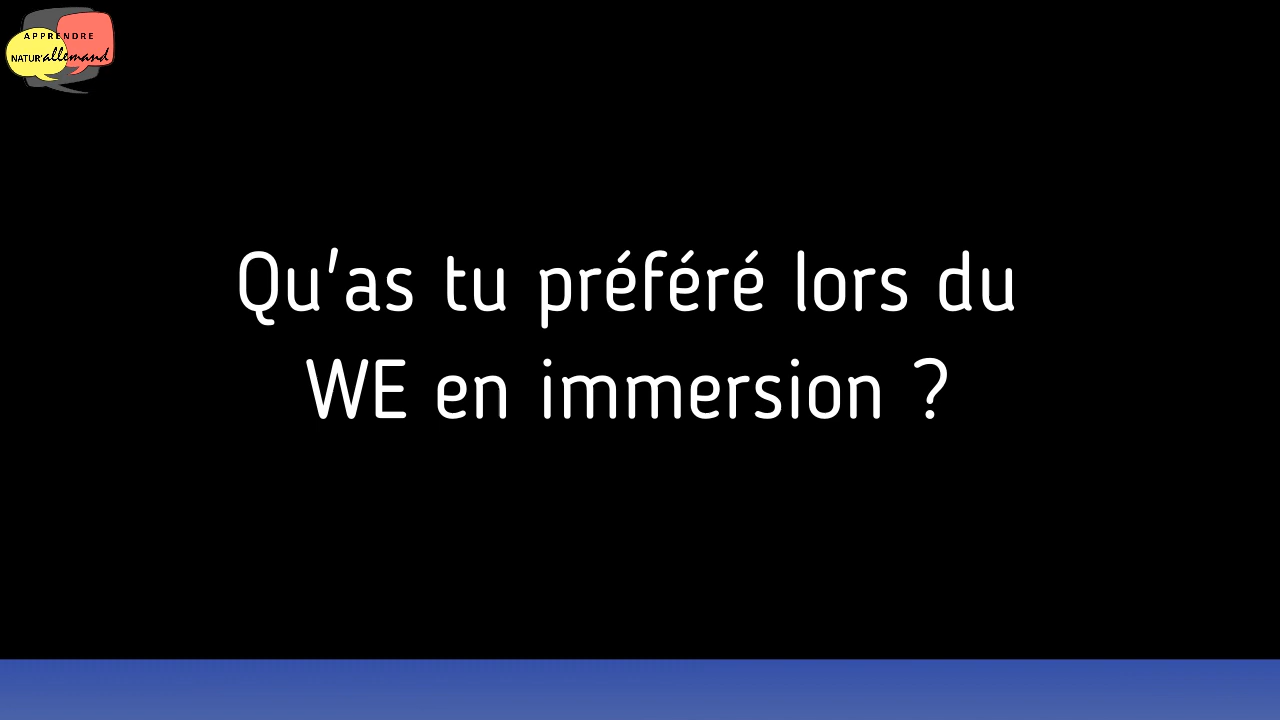 APPRENDRE
NATUR'allemand
Qu'as tu préféré lors du
WE en immersion ?